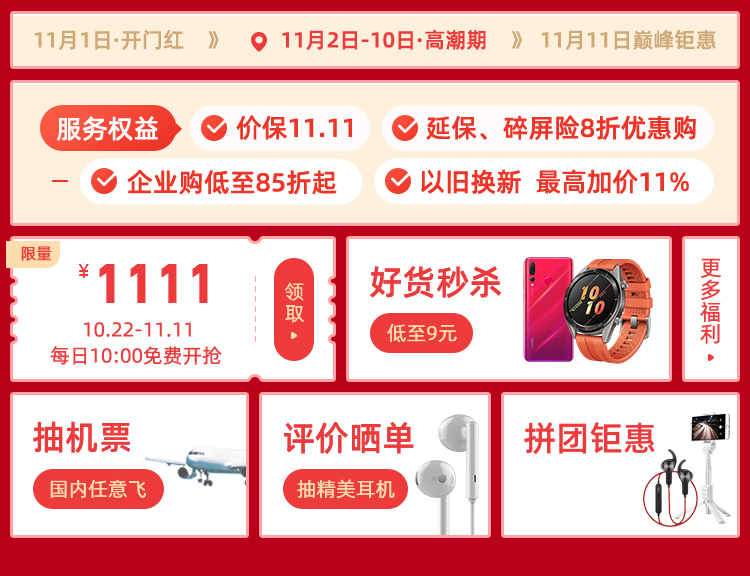 11月1日·开门红 》 11月2日-10日·高潮期 》 11月11日巅峰钜惠
服务权益 价保11.11 延保、碎屏险8折优惠购
企业购低至85折起 以旧换新 最高加价11%
限量
¥1111
10.22-11.11
每日10:00免费开抢
领取
好货秒杀
低至9元
10
10
更多福利
抽机票
国内任意飞
评价晒单
抽精美耳机
拼团钜惠